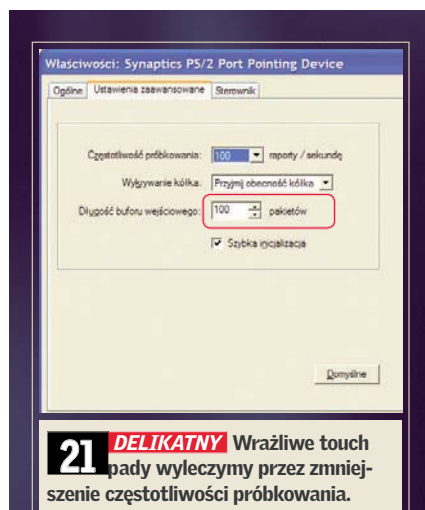 Właściwości: Synaptics PS/2 Port Pointing Device
Ogólne Ustawienia zaawansowane Sterownik
Częstotliwość próbkowania: 100 raporty / sekundę
Wykrywanie kółka: Przyjmij obecność kółka
Długość buforu wejściowego: 100 pakietów
Szybka inicjalizacja
Domyślne
21 DELIKATNY Wrażliwe touch
pady wyleczymy przez zmniej-
szenie częstotliwości próbkowania.